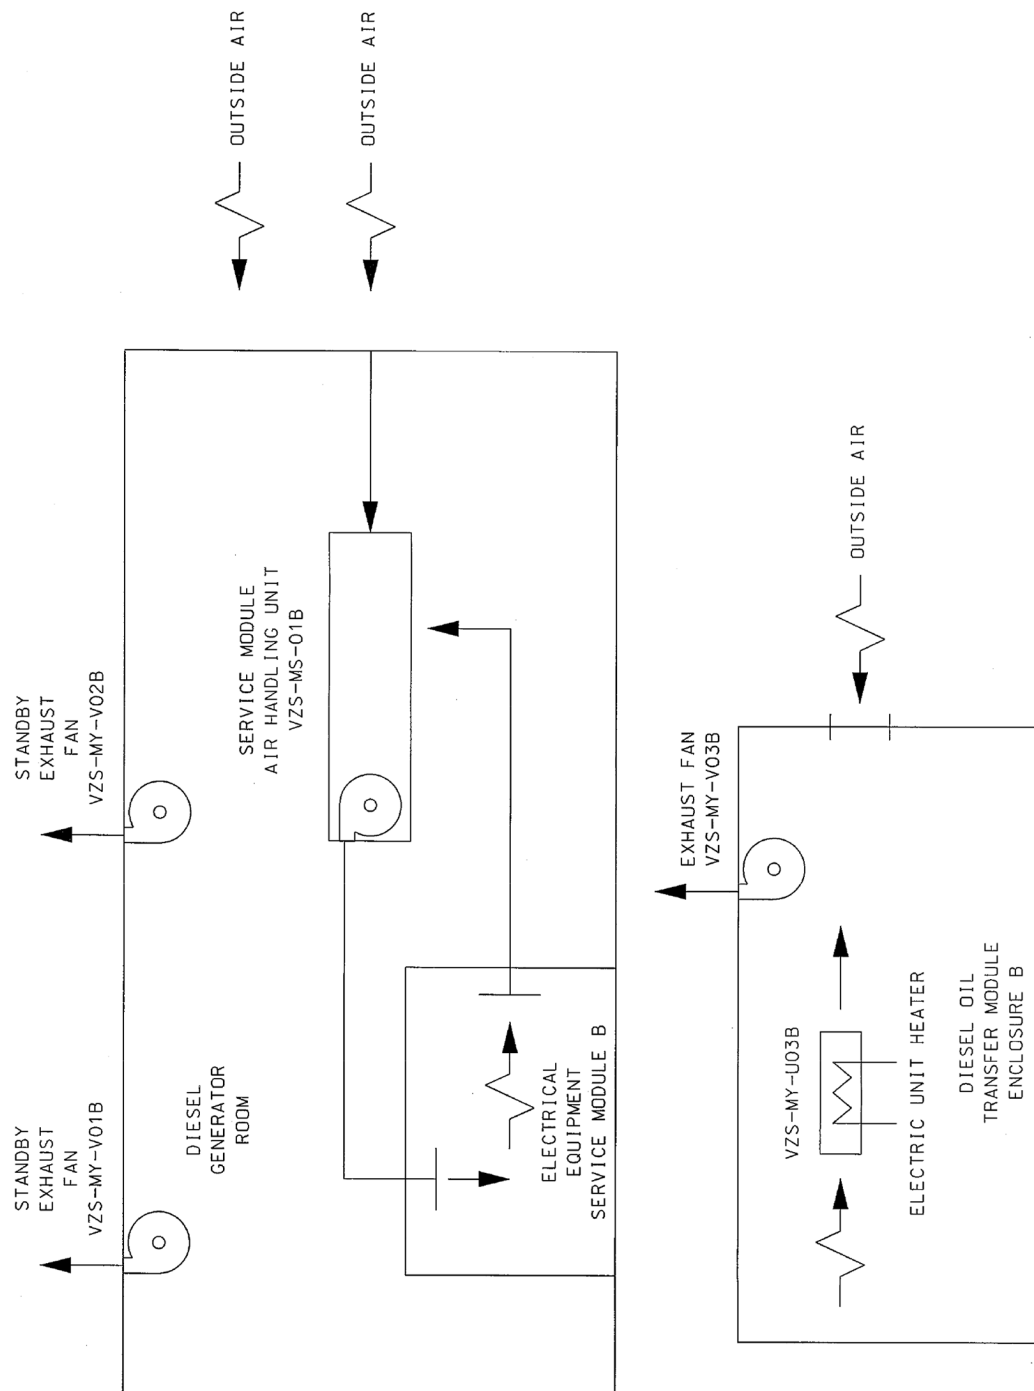 STANDBY
EXHAUST
FAN
VZS-MY-V01B
STANDBY
EXHAUST
FAN
VZS-MY-V02B
DIESEL
GENERATOR
ROOM
SERVICE MODULE
AIR HANDLING UNIT
VZS-MS-01B
OUTSIDE AIR
OUTSIDE AIR
ELECTRICAL
EQUIPMENT
SERVICE MODULE B
EXHAUST FAN
VZS-MY-V03B
OUTSIDE AIR
VZS-MY-U03B
ELECTRIC UNIT HEATER
DIESEL OIL
TRANSFER MODULE
ENCLOSURE B